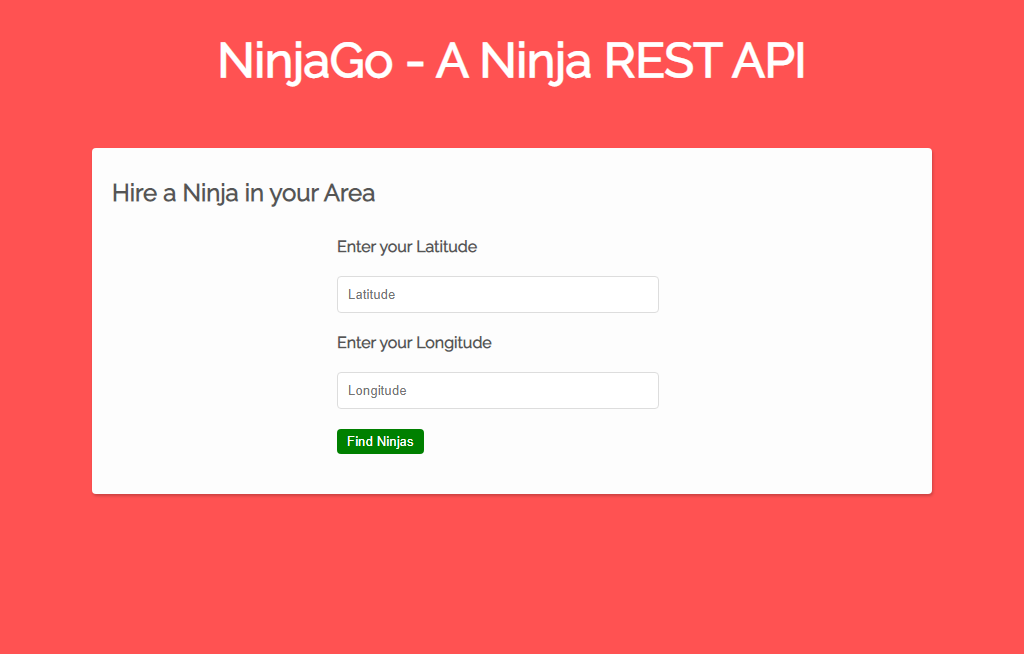 NinjaGo - A Ninja REST API
Hire a Ninja in your Area
Enter your Latitude
Latitude
Enter your Longitude
Longitude
Find Ninjas